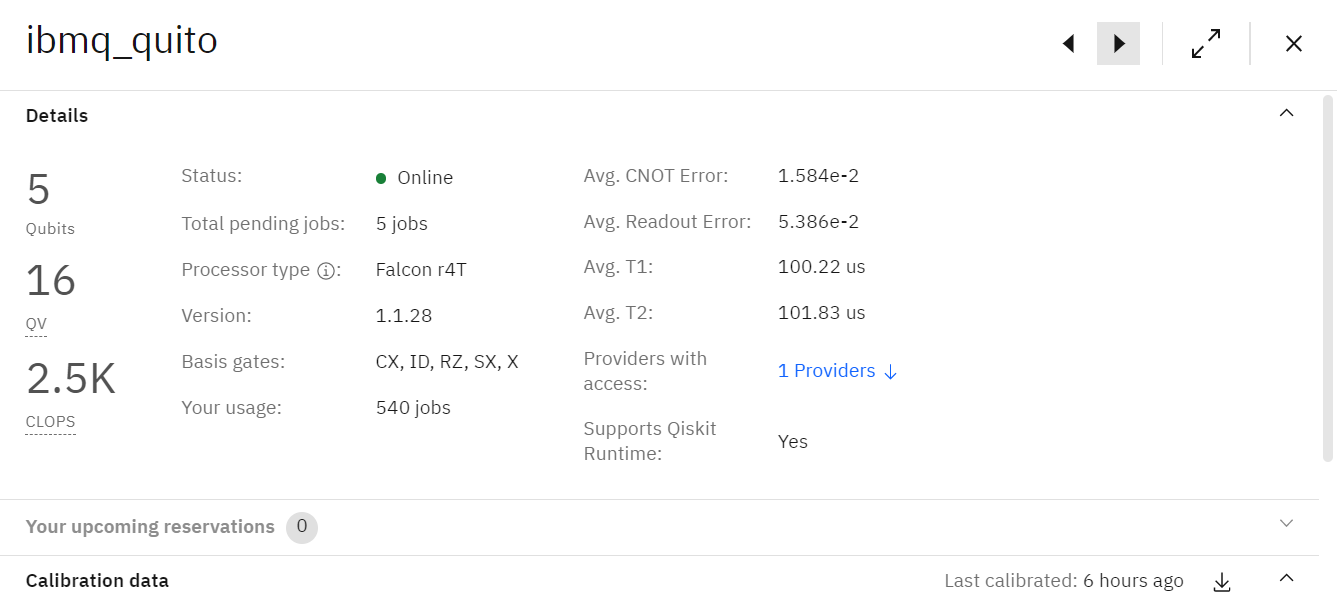 ibmq_quito
Details
5
Qubits
16
QV
2.5K
CLOPS
Status: Online
Total pending jobs: 5 jobs
Processor type : Falcon r4T
Version: 1.1.28
Basis gates: CX, ID, RZ, SX, X
Your usage: 540 jobs
Avg. CNOT Error: 1.584e-2
Avg. Readout Error: 5.386e-2
Avg. T1: 100.22 us
Avg. T2: 101.83 us
Providers with
access: 1 Providers ↓
Supports Qiskit
Runtime: Yes
Your upcoming reservations 0
Calibration data Last calibrated: 6 hours ago